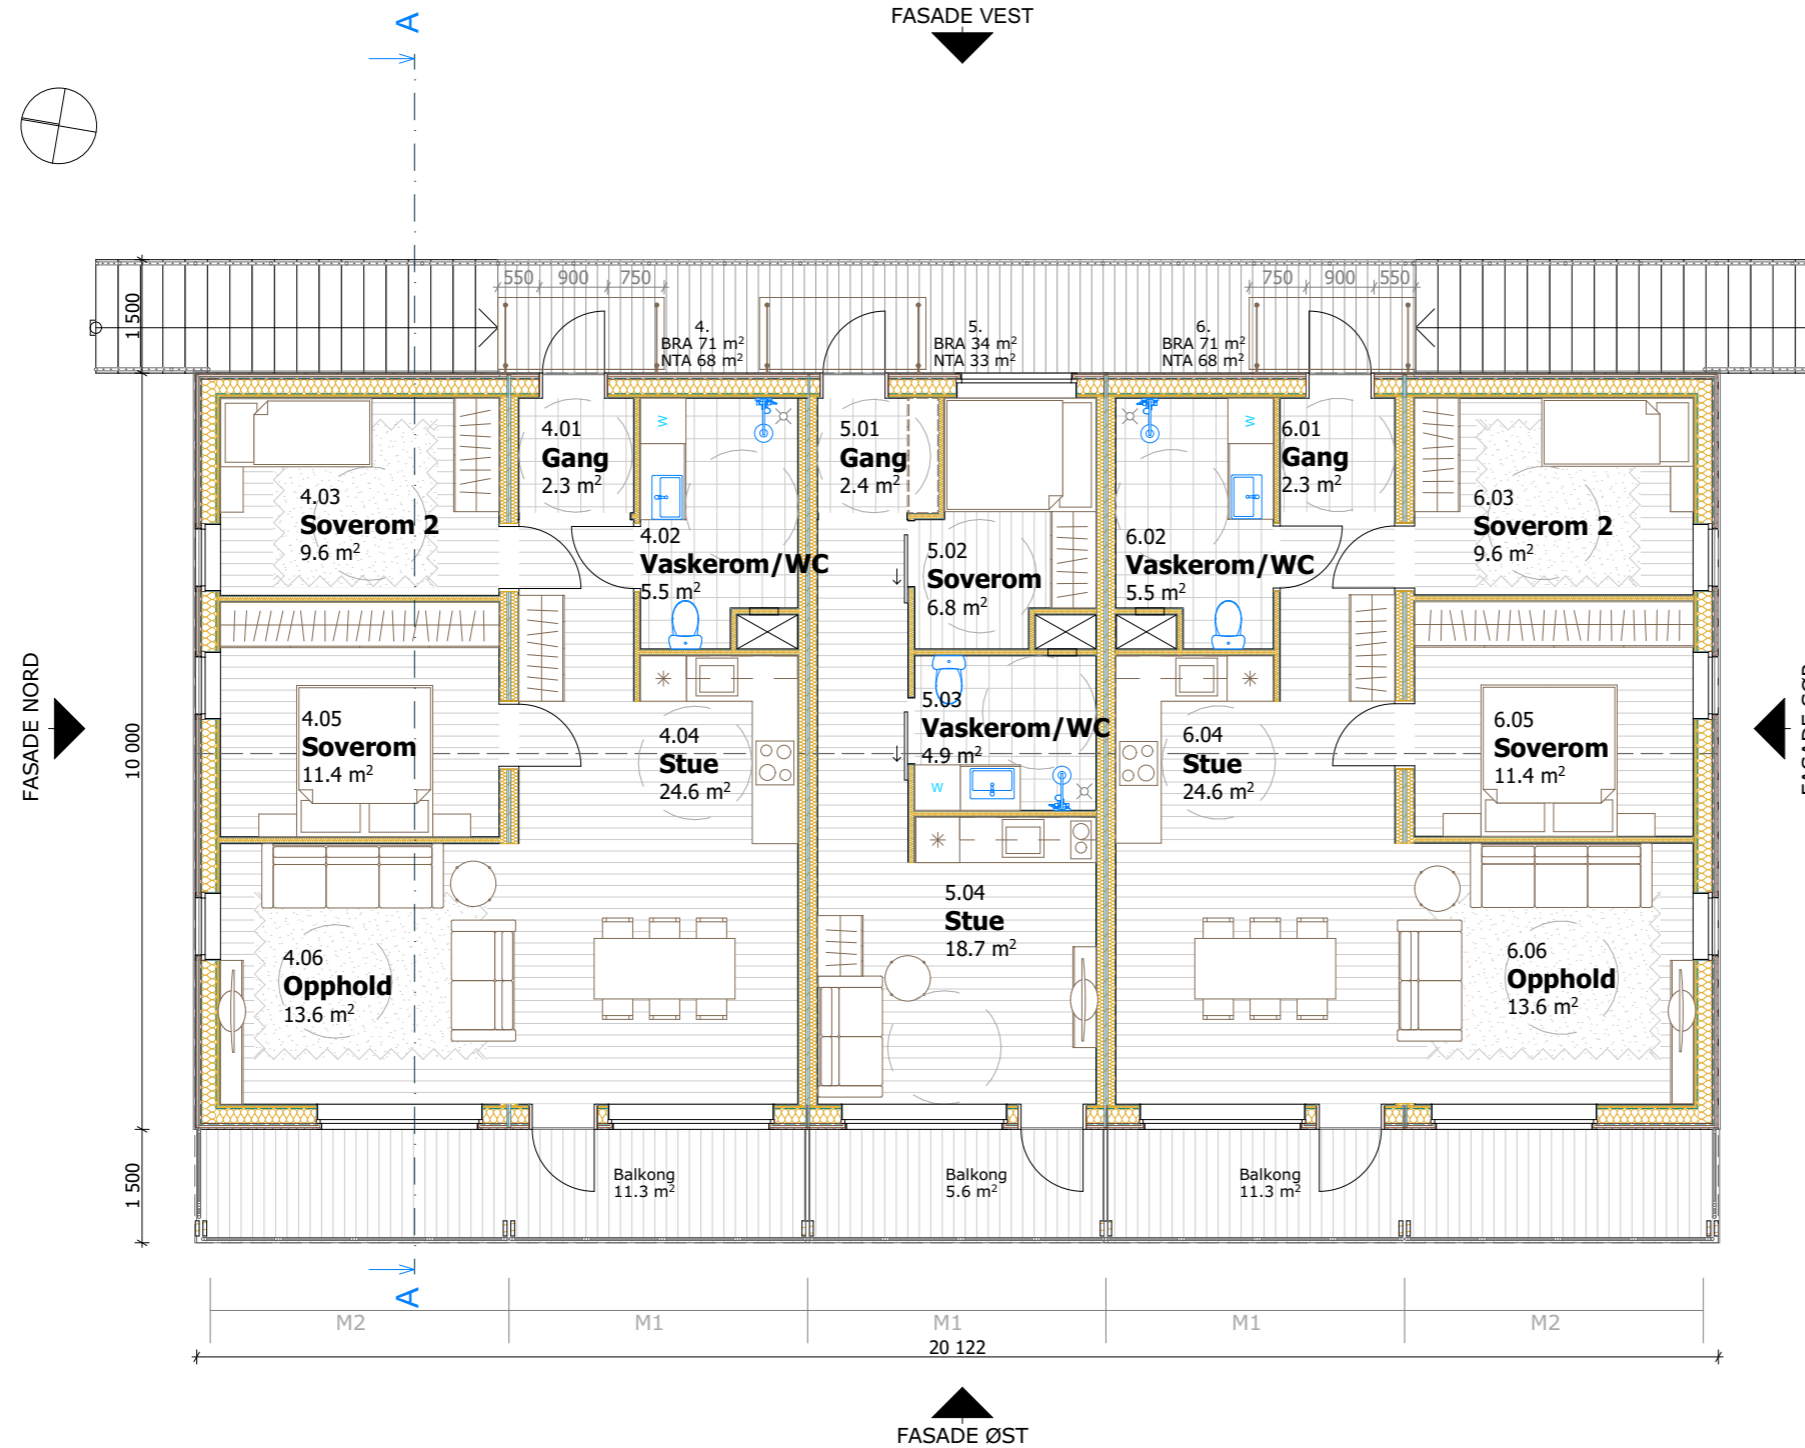 FASADE VEST
A
550 900 750
750 900 550
1 500
4.
BRA 71 m²
NTA 68 m²
5.
BRA 34 m²
NTA 33 m²
6.
BRA 71 m²
NTA 68 m²
4.01
Gang
2.3 m²
W
5.01
Gang
2.4 m²
W
6.01
Gang
2.3 m²
4.03
Soverom 2
9.6 m²
4.02
Vaskerom/WC
5.5 m²
5.02
Soverom
6.8 m²
6.02
Vaskerom/WC
5.5 m²
6.03
Soverom 2
9.6 m²
FASADE NORD
10 000
4.05
Soverom
11.4 m²
4.04
Stue
24.6 m²
5.03
Vaskerom/WC
4.9 m²
W
6.04
Stue
24.6 m²
6.05
Soverom
11.4 m²
FASADE SØR
5.04
Stue
18.7 m²
4.06
Opphold
13.6 m²
6.06
Opphold
13.6 m²
1 500
Balkong
11.3 m²
Balkong
5.6 m²
Balkong
11.3 m²
A
M2 M1 M1 M1 M2
20 122
FASADE ØST